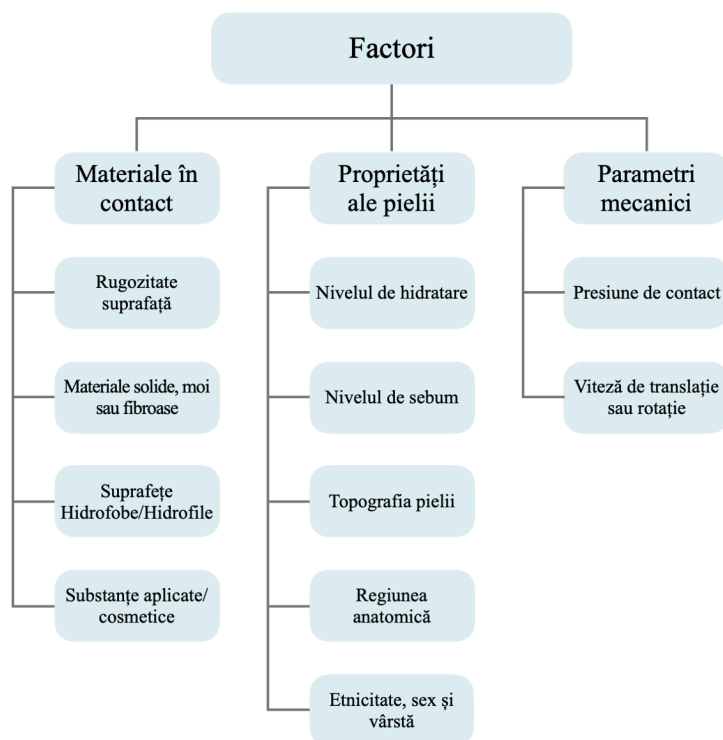 Factori
Materiale în
contact
Rugozitate
suprafață
Materiale solide, moi
sau fibroase
Suprafețe
Hidrofobe/Hidrofile
Substanțe aplicate/
cosmetice
Proprietăți
ale pielii
Nivelul de hidratare
Nivelul de sebum
Topografia pielii
Regiunea
anatomică
Etnicitate, sex și
vârstă
Parametri
mecanici
Presiune de contact
Viteză de translație
sau rotație